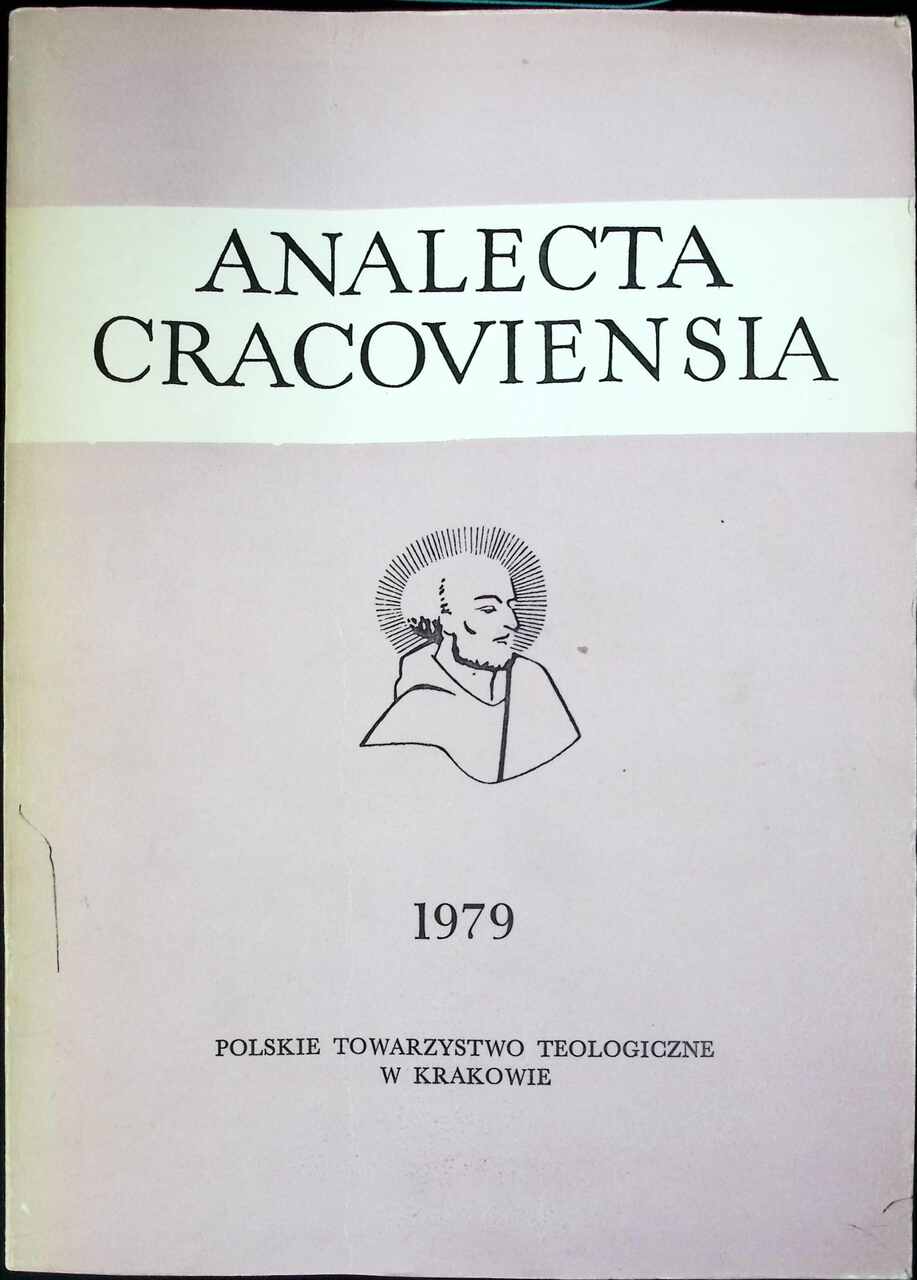 ANALECTA
CRACOVIENSIA
1979
POLSKIE TOWARZYSTWO TEOLOGICZNE
W KRAKOWIE